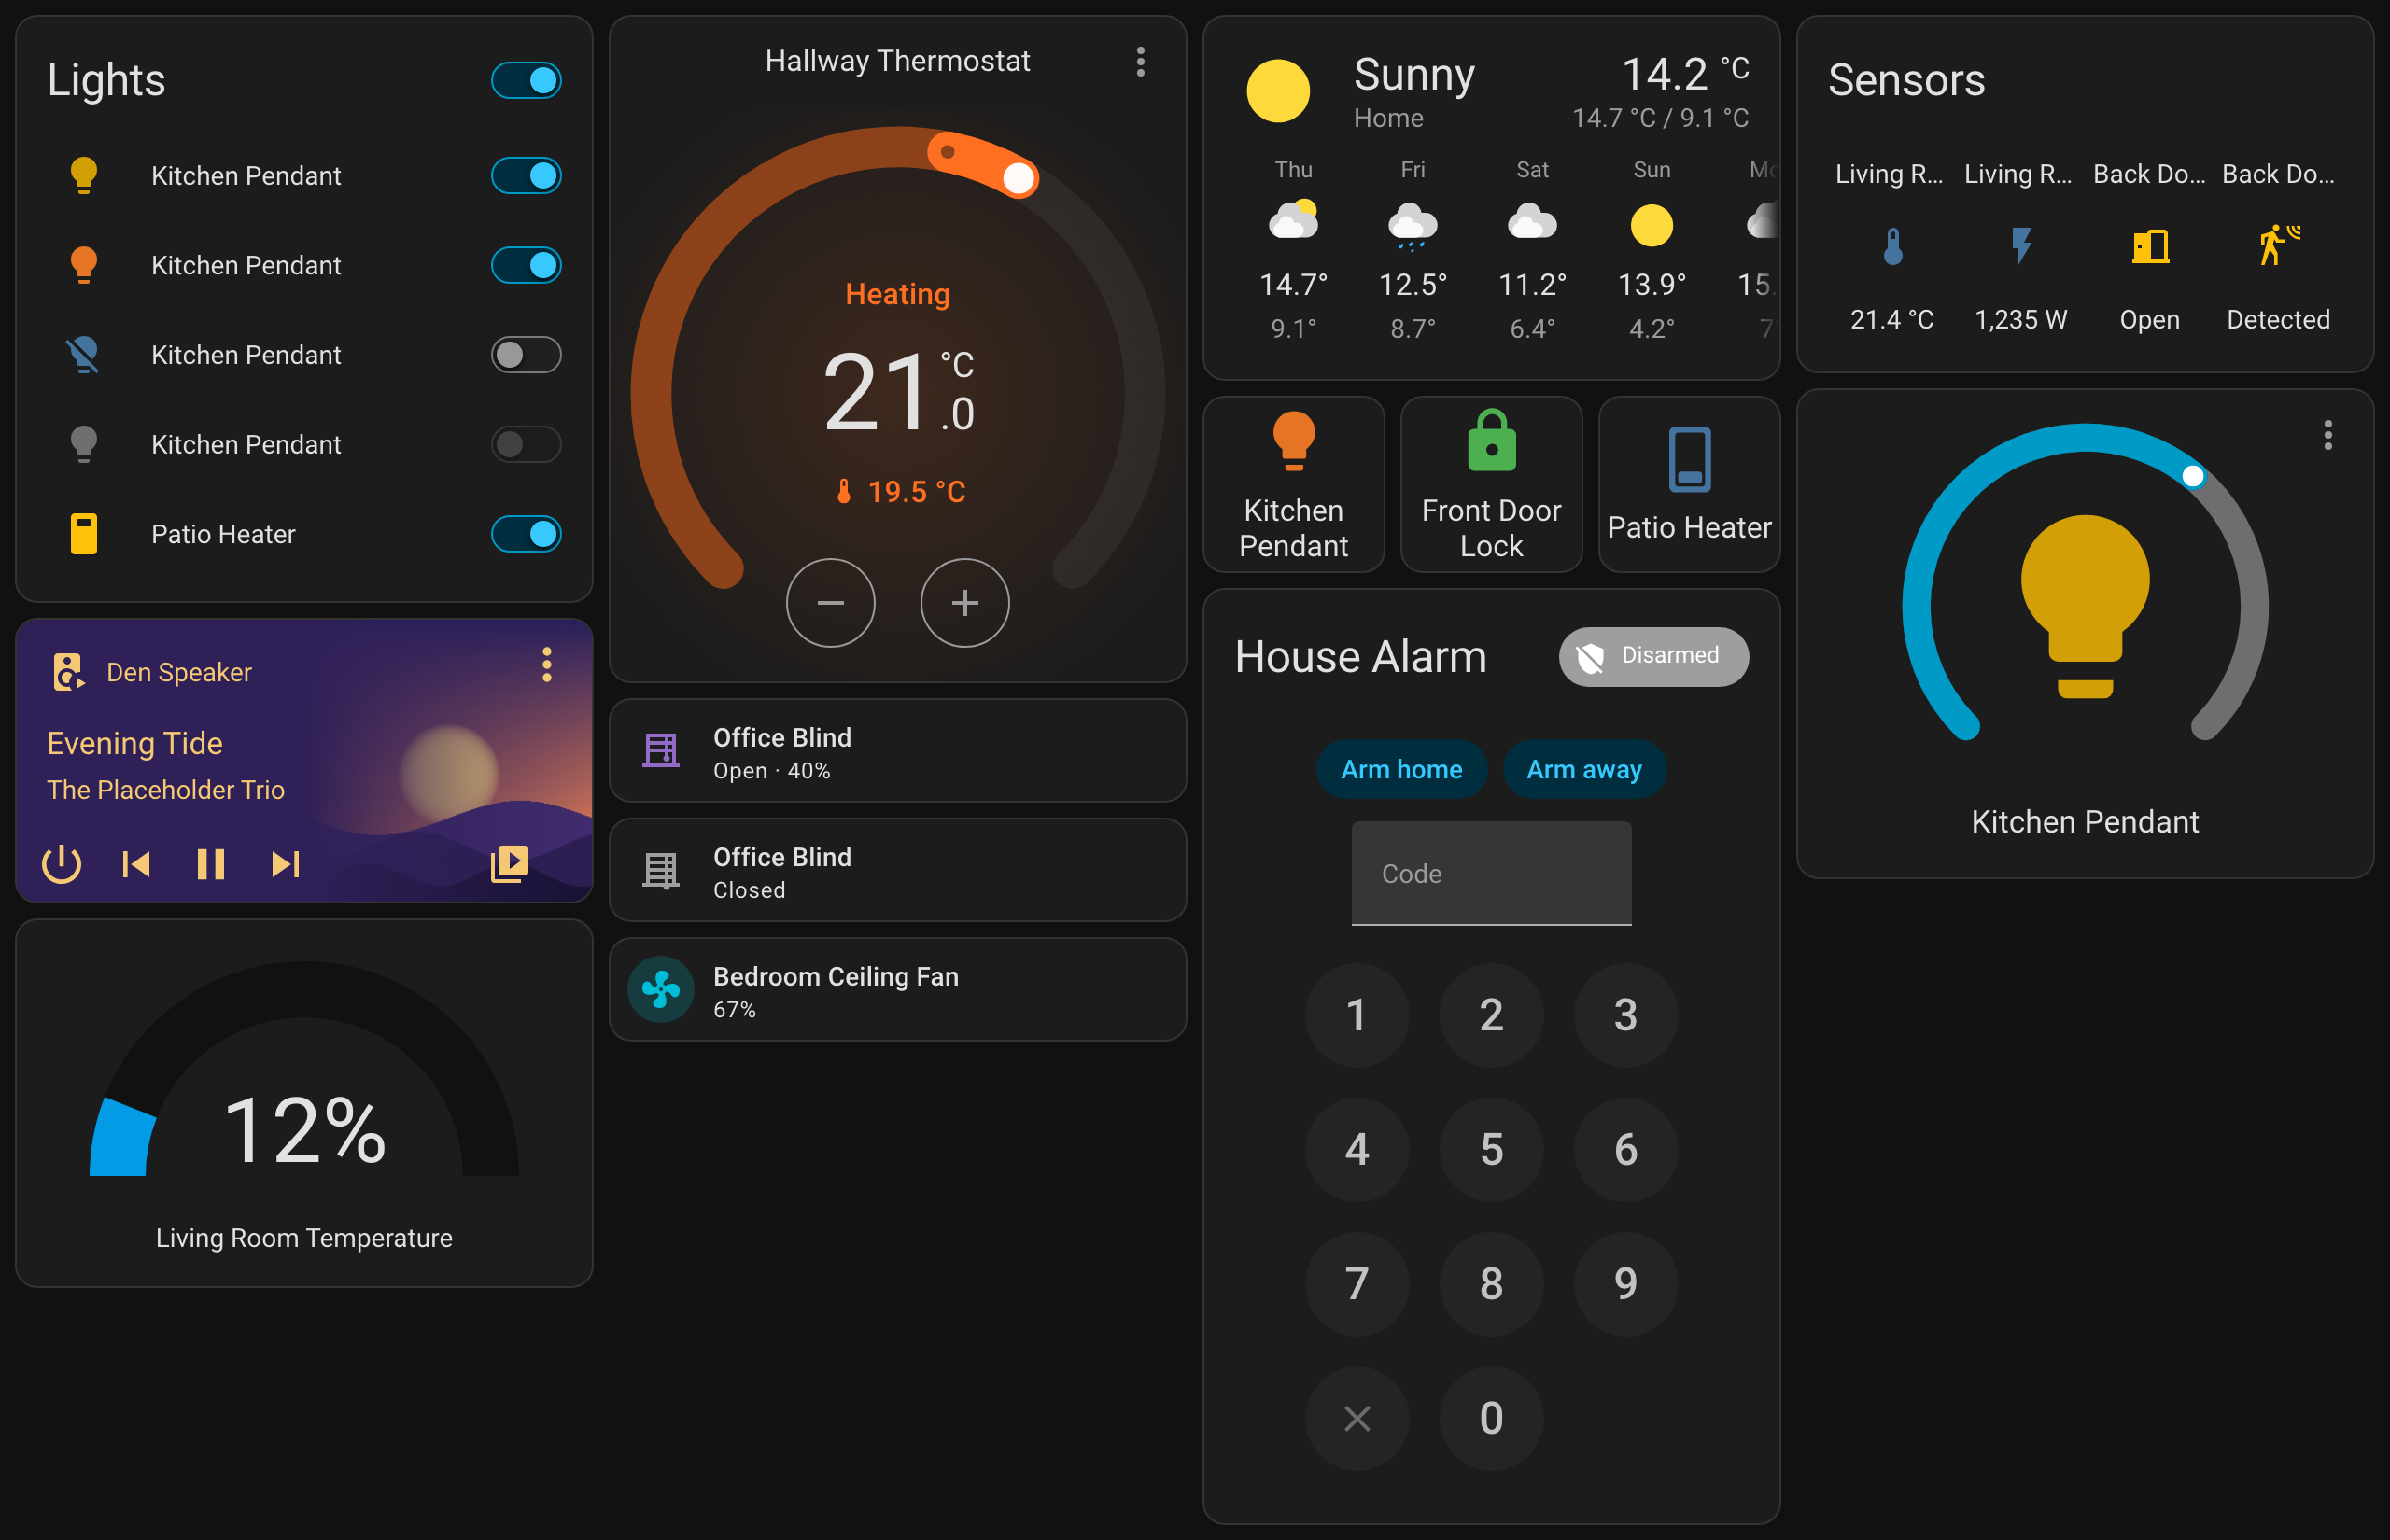 Lights
Kitchen Pendant
Kitchen Pendant
Kitchen Pendant
Kitchen Pendant
Patio Heater
Den Speaker
Evening Tide
The Placeholder Trio
12%
Living Room Temperature
Hallway Thermostat
Heating
21.0 °C
19.5 °C
Office Blind
Open · 40%
Office Blind
Closed
Bedroom Ceiling Fan
67%
Sunny 14.2 °C
Home 14.7 °C / 9.1 °C
Thu Fri Sat Sun
14.7° 12.5° 11.2° 13.9° 15.
9.1° 8.7° 6.4° 4.2° 7
Kitchen
Pendant
Front Door
Lock
Patio Heater
House Alarm
Disarmed
Arm home Arm away
Code
1 2 3
4 5 6
7 8 9
0
Sensors
Living R... Living R... Back Do... Back Do...
21.4 °C 1,235 W Open Detected
Kitchen Pendant